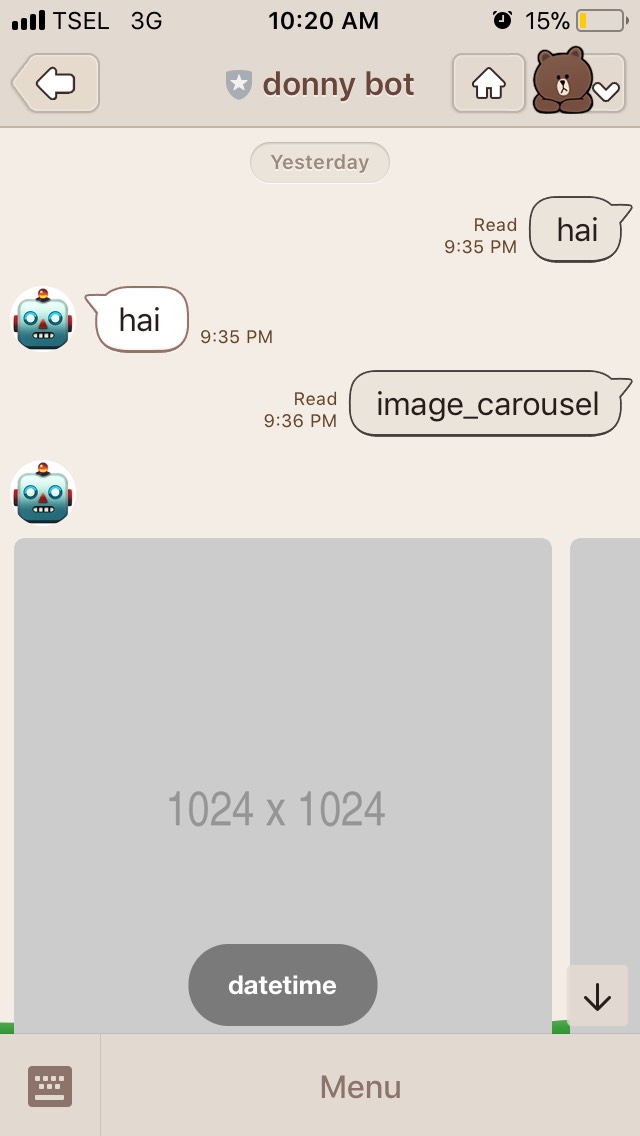 TSEL 3G 10:20 AM 15%
donny bot
Yesterday
hai
Read
9:35 PM
hai
9:35 PM
image_carousel
Read
9:36 PM
1024 x 1024
datetime
Menu